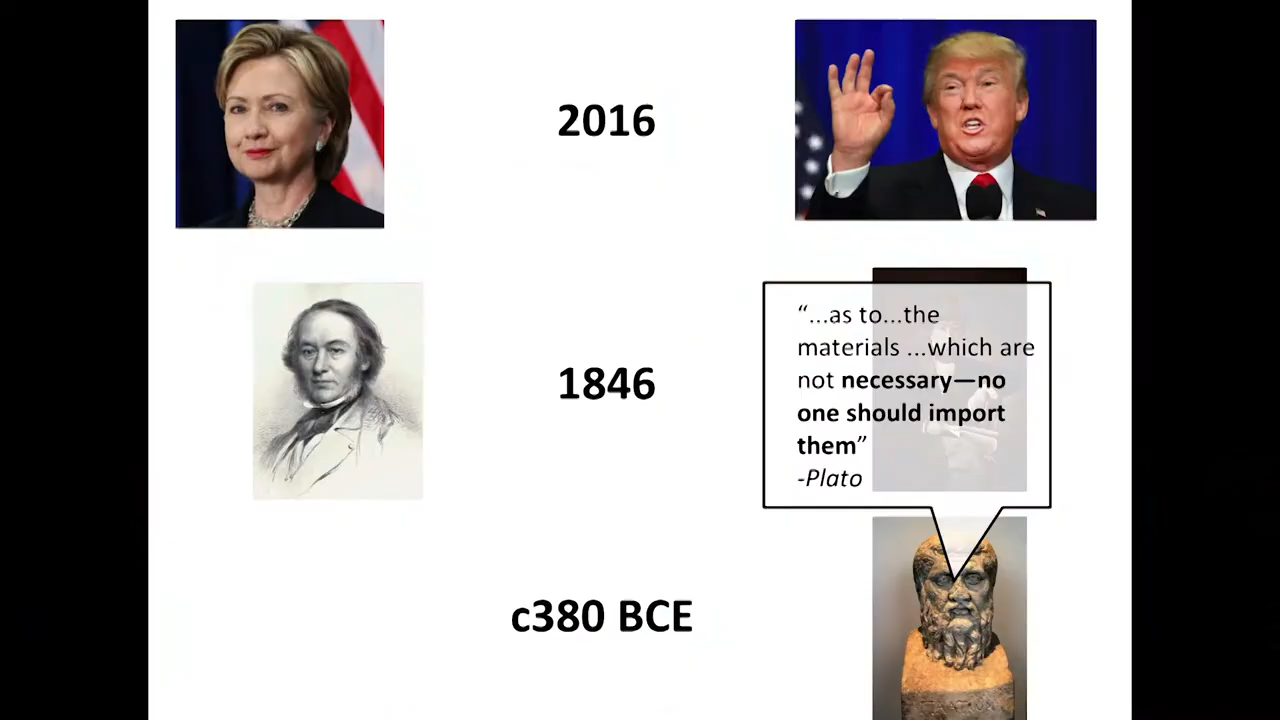 2016
1846
“...as to...the
materials ...which are
not necessary—no
one should import
them”
-Plato
c380 BCE